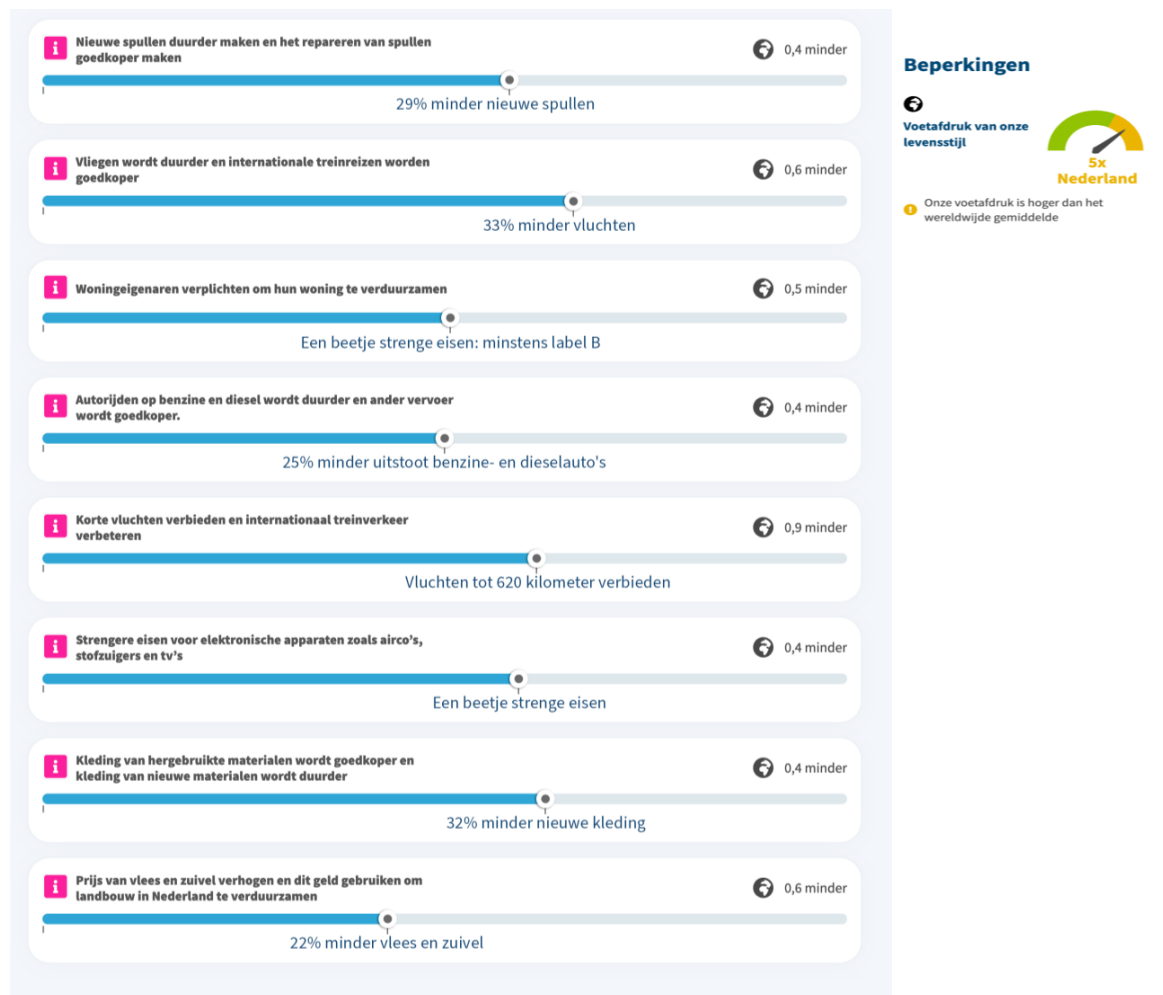 Nieuwe spullen duurder maken en het repareren van spullen
goedkoper maken
0,4 minder
29% minder nieuwe spullen
Vliegen wordt duurder en internationale treinreizen worden
goedkoper
0,6 minder
33% minder vluchten
Woningeigenaren verplichten om hun woning te verduurzamen
0,5 minder
Een beetje strenge eisen: minstens label B
Autorijden op benzine en diesel wordt duurder en ander vervoer
wordt goedkoper.
0,4 minder
25% minder uitstoot benzine- en dieselauto's
Korte vluchten verbieden en internationaal treinverkeer
verbeteren
0,9 minder
Vluchten tot 620 kilometer verbieden
Strengere eisen voor elektronische apparaten zoals airco’s,
stofzuigers en tv’s
0,4 minder
Een beetje strenge eisen
Kleding van hergebruikte materialen wordt goedkoper en
kleding van nieuwe materialen wordt duurder
0,4 minder
32% minder nieuwe kleding
Prijs van vlees en zuivel verhogen en dit geld gebruiken om
landbouw in Nederland te verduurzamen
0,6 minder
22% minder vlees en zuivel
Beperkingen
Voetafdruk van onze
levensstijl
5x
Nederland
Onze voetafdruk is hoger dan het
wereldwijde gemiddelde